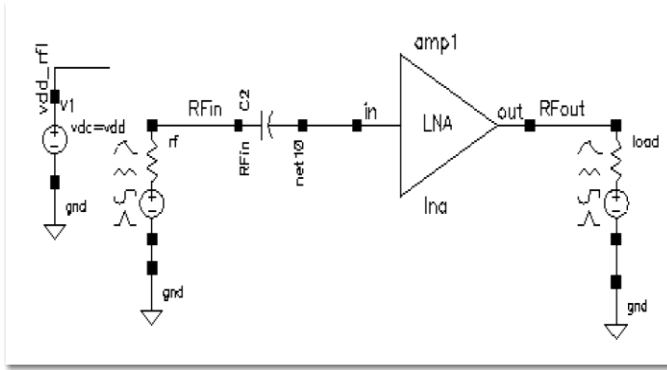 vdd_rf1
v1
vdc=vdd
gnd
RFin
rf
gnd
C2
RFin
net10
in
amp1
LNA
lna
out
RFout
load
gnd